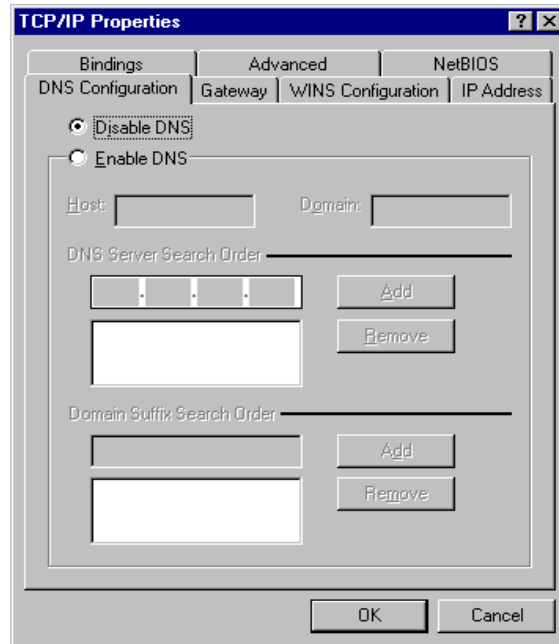 TCP/IP Properties
Bindings Advanced NetBIOS
DNS Configuration Gateway WINS Configuration IP Address
Disable DNS
Enable DNS
Host: Domain:
DNS Server Search Order
. . . Add
Remove
Domain Suffix Search Order
Add
Remove
OK Cancel